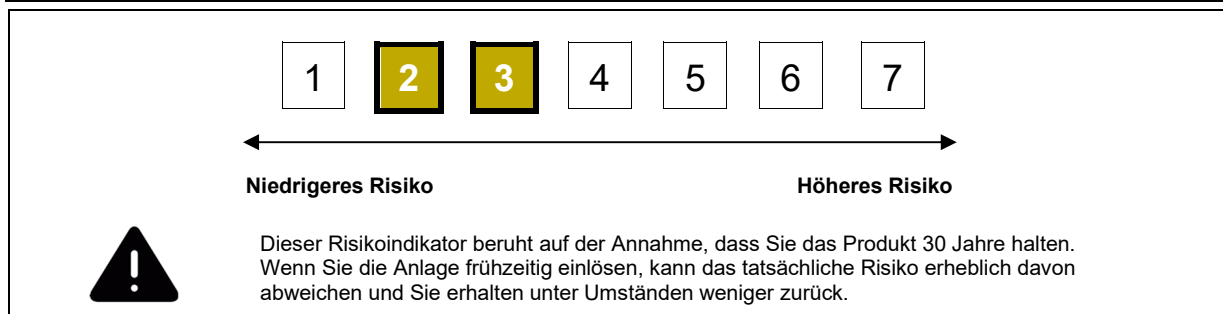 1 2 3 4 5 6 7
Niedrigeres Risiko Höheres Risiko
Dieser Risikoindikator beruht auf der Annahme, dass Sie das Produkt 30 Jahre halten.
Wenn Sie die Anlage frühzeitig einlösen, kann das tatsächliche Risiko erheblich davon
abweichen und Sie erhalten unter Umständen weniger zurück.